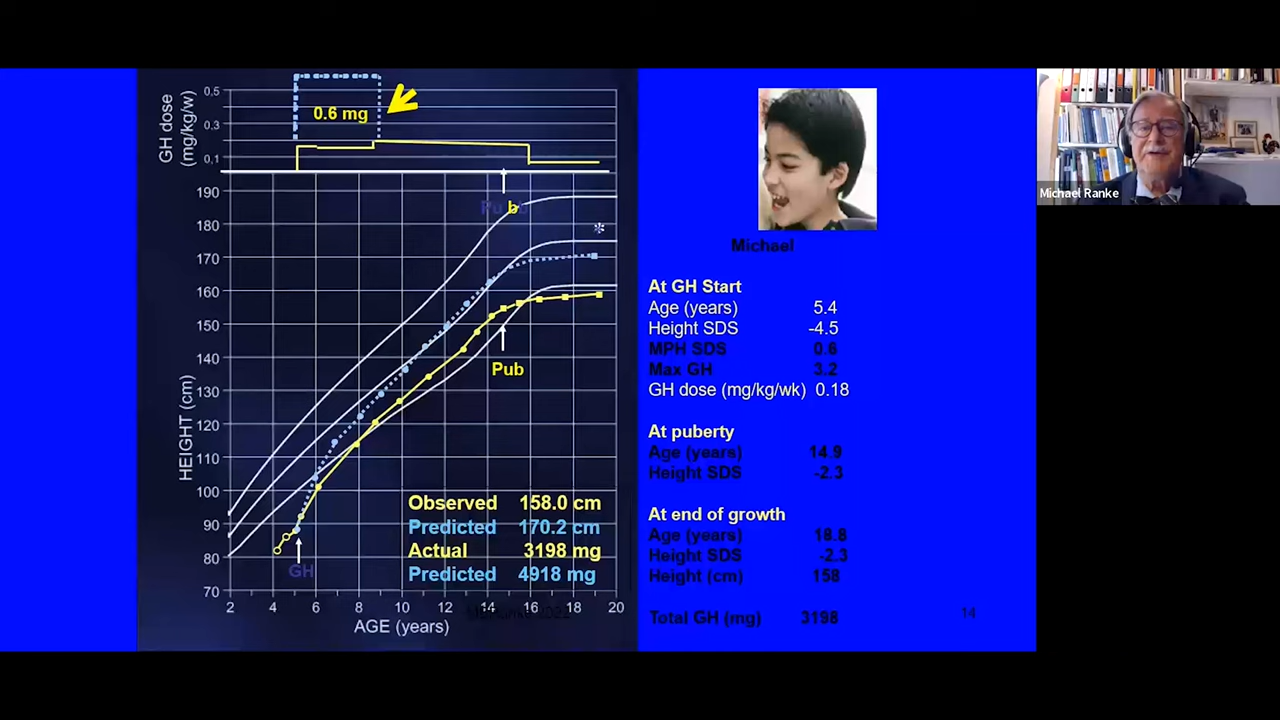 GH dose
(mg/kg/w)
0.5
0.3
0,1
0.6 mg
Pub
190
180
170
160
150
140
130
120
110
100
90
80
70
HEIGHT (cm)
*
Pub
GH
Observed 158.0 cm
Predicted 170.2 cm
Actual 3198 mg
Predicted 4918 mg
2 4 6 8 10 12 14 16 18 20
AGE (years)
Michael
At GH Start
Age (years) 5.4
Height SDS -4.5
MPH SDS 0.6
Max GH 3.2
GH dose (mg/kg/wk) 0.18
At puberty
Age (years) 14.9
Height SDS -2.3
At end of growth
Age (years) 18.8
Height SDS -2.3
Height (cm) 158
Total GH (mg) 3198
14
Michael Ranke